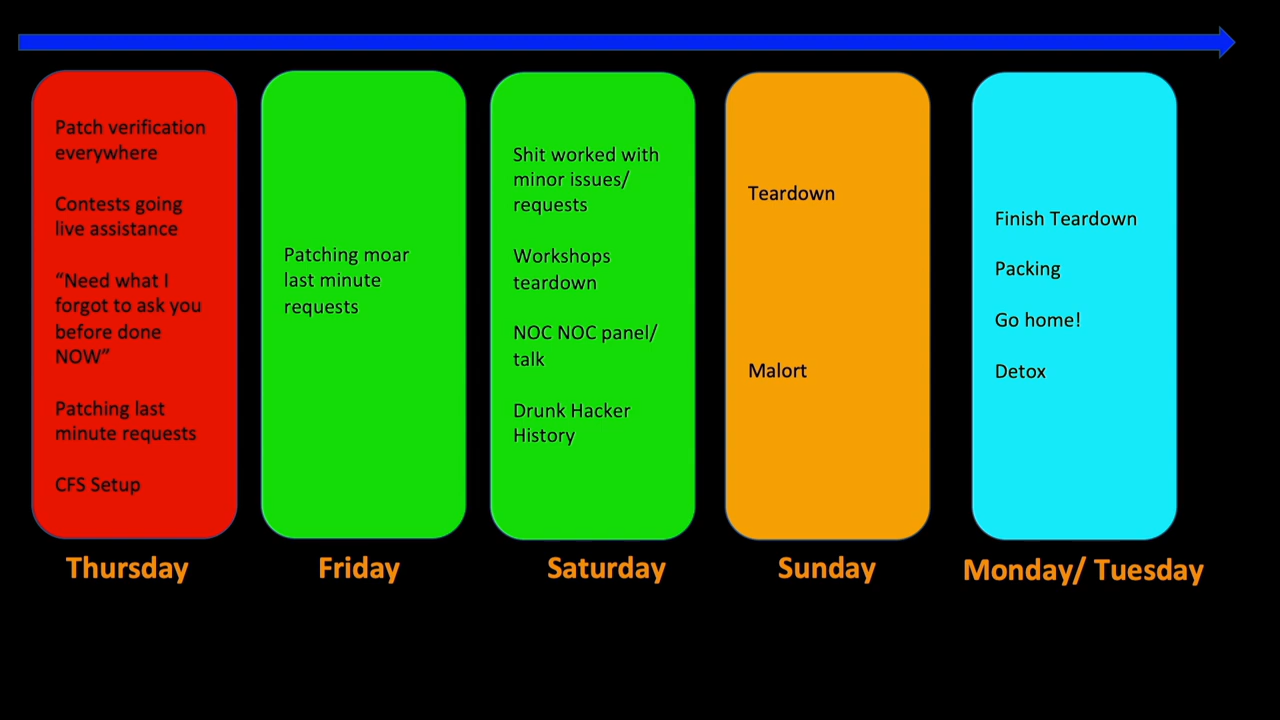 Patch verification
everywhere
Contests going
live assistance
“Need what I
forgot to ask you
before done
NOW”
Patching last
minute requests
CFS Setup
Thursday
Patching moar
last minute
requests
Friday
Shit worked with
minor issues/
requests
Workshops
teardown
NOC NOC panel/
talk
Drunk Hacker
History
Saturday
Teardown
Malort
Sunday
Finish Teardown
Packing
Go home!
Detox
Monday/ Tuesday